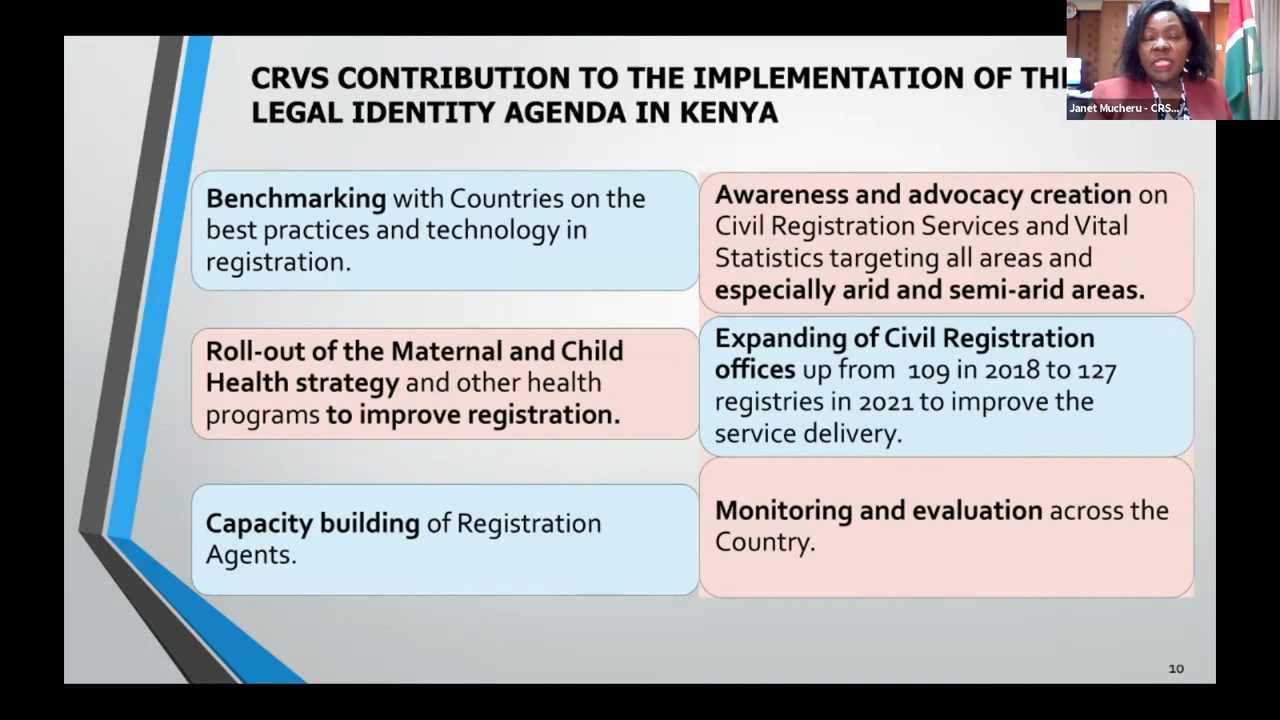 CRVS CONTRIBUTION TO THE IMPLEMENTATION OF THE
LEGAL IDENTITY AGENDA IN KENYA
Janet Mucheru - CRS...
Benchmarking with Countries on the
best practices and technology in
registration.
Roll-out of the Maternal and Child
Health strategy and other health
programs to improve registration.
Capacity building of Registration
Agents.
Awareness and advocacy creation on
Civil Registration Services and Vital
Statistics targeting all areas and
especially arid and semi-arid areas.
Expanding of Civil Registration
offices up from 109 in 2018 to 127
registries in 2021 to improve the
service delivery.
Monitoring and evaluation across the
Country.
10